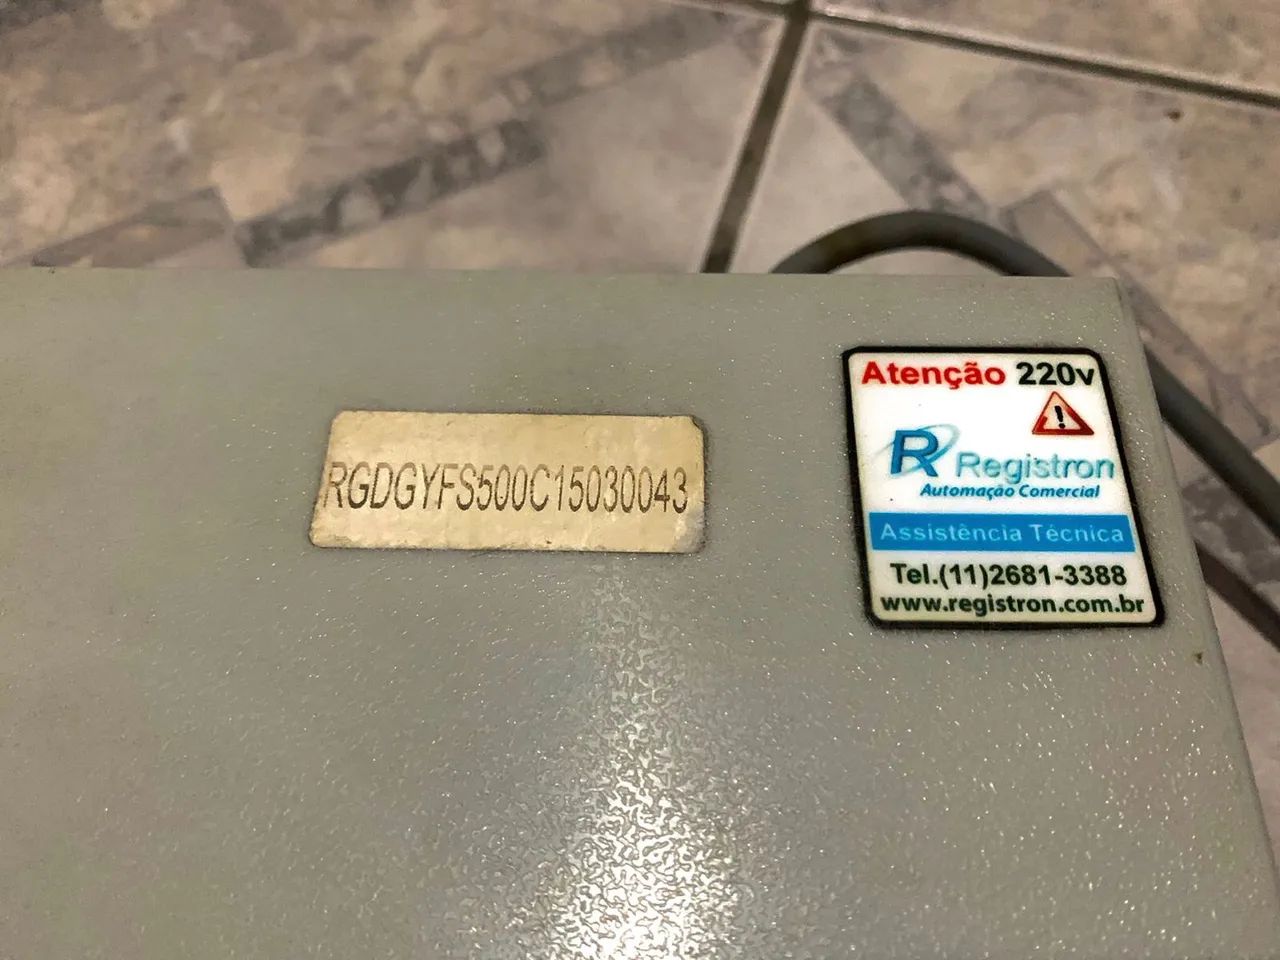 RGDGYFS500C15030043
Atenção 220v
Registron
Automação Comercial
Assistência Técnica
Tel.(11)2681-3388
www.registron.com.br